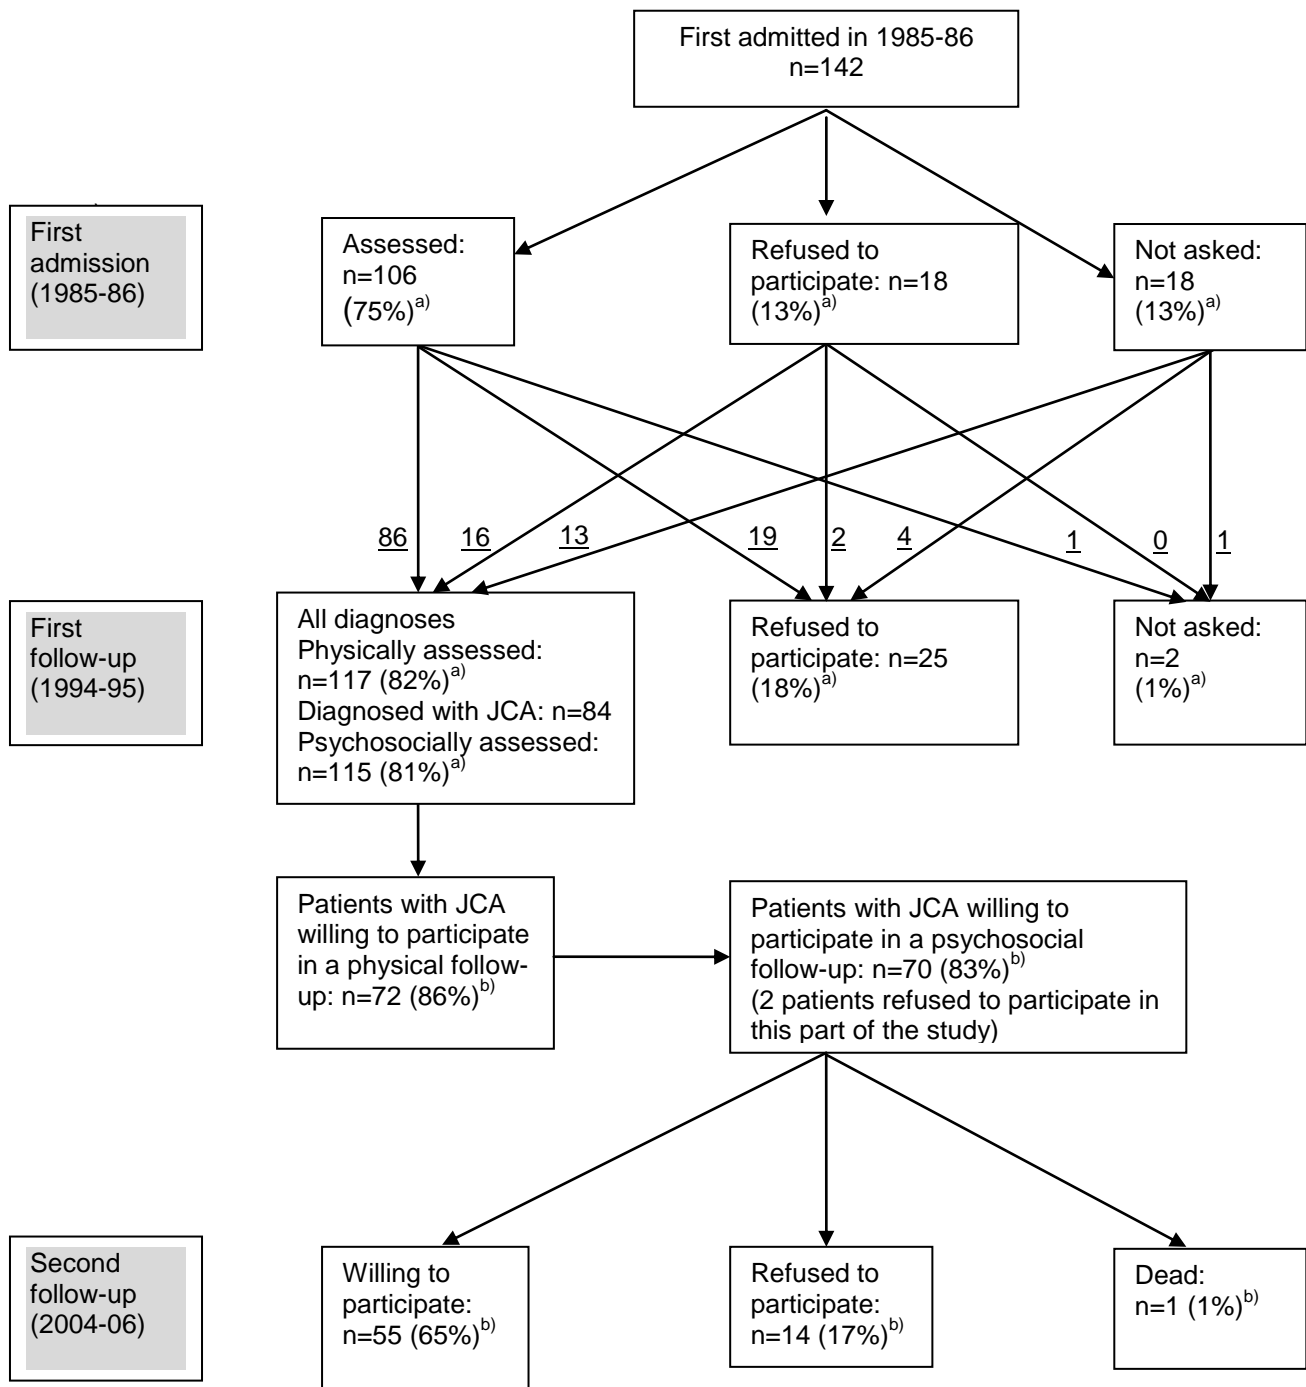 First admitted in 1985-86
n=142
First
admission
(1985-86)
Assessed:
n=106
(75%)a)
Refused to
participate: n=18
(13%)a)
Not asked:
n=18
(13%)a)
86
16
13
19
2
4
1
0
1
First
follow-up
(1994-95)
All diagnoses
Physically assessed:
n=117 (82%)a)
Diagnosed with JCA: n=84
Psychosocially assessed:
n=115 (81%)a)
Refused to
participate: n=25
(18%)a)
Not asked:
n=2
(1%)a)
Patients with JCA
willing to participate
in a physical follow-
up: n=72 (86%)b)
Patients with JCA willing to
participate in a psychosocial
follow-up: n=70 (83%)b)
(2 patients refused to participate in
this part of the study)
Second
follow-up
(2004-06)
Willing to
participate:
n=55 (65%)b)
Refused to
participate:
n=14 (17%)b)
Dead:
n=1 (1%)b)